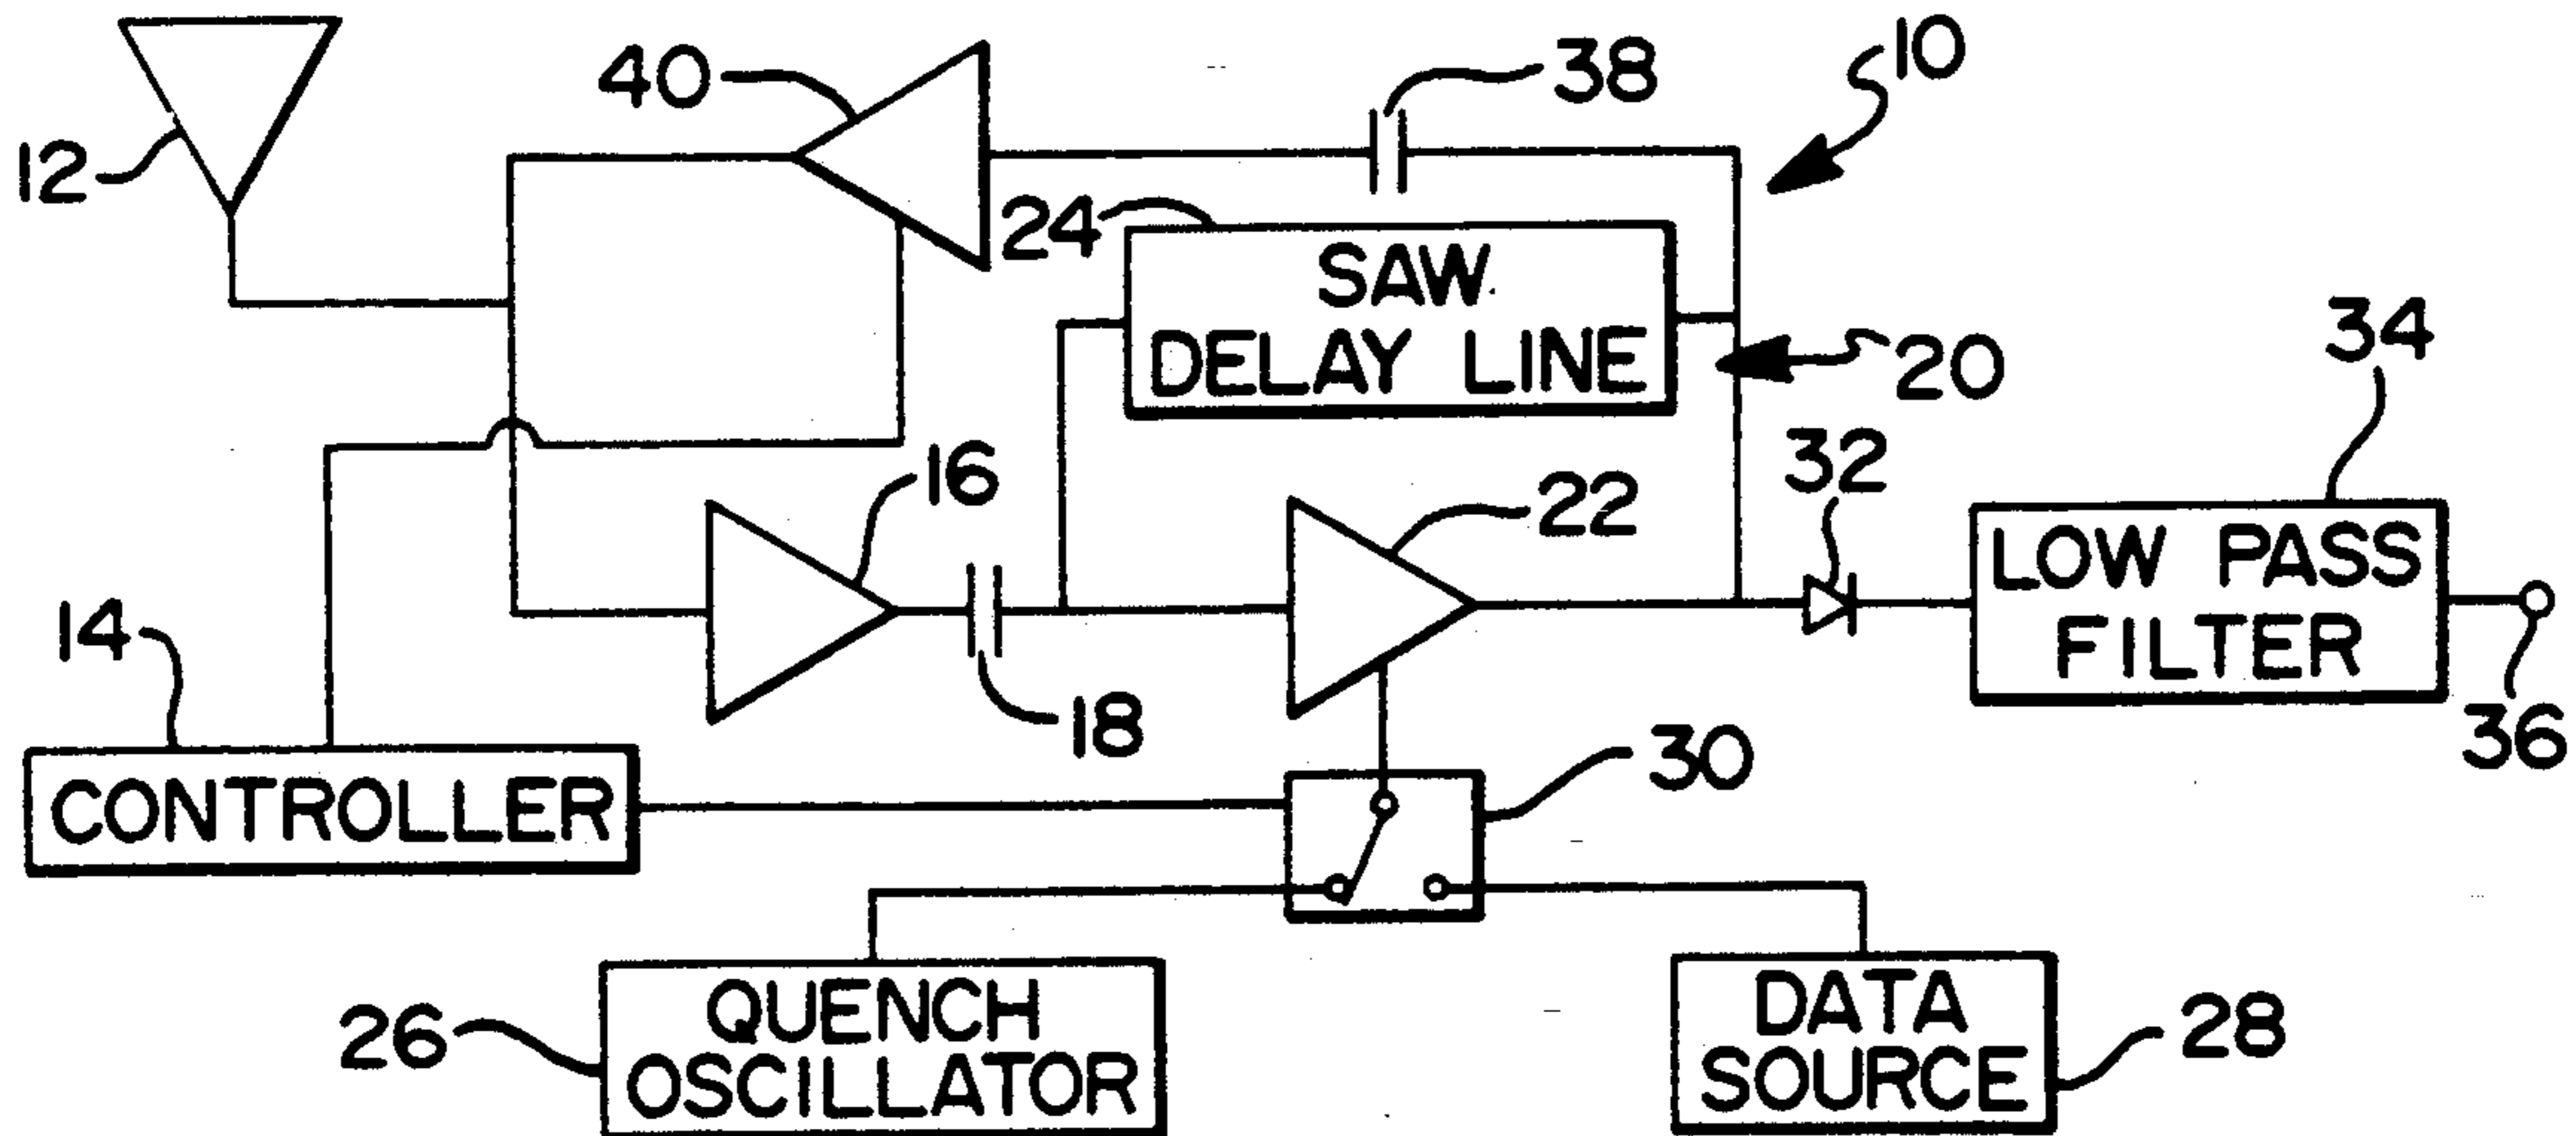 10
40
38
12
24
SAW
DELAY LINE
20
34
16
22
32
LOW PASS
FILTER
14
18
30
36
CONTROLLER
26
QUENCH
OSCILLATOR
DATA
SOURCE
28